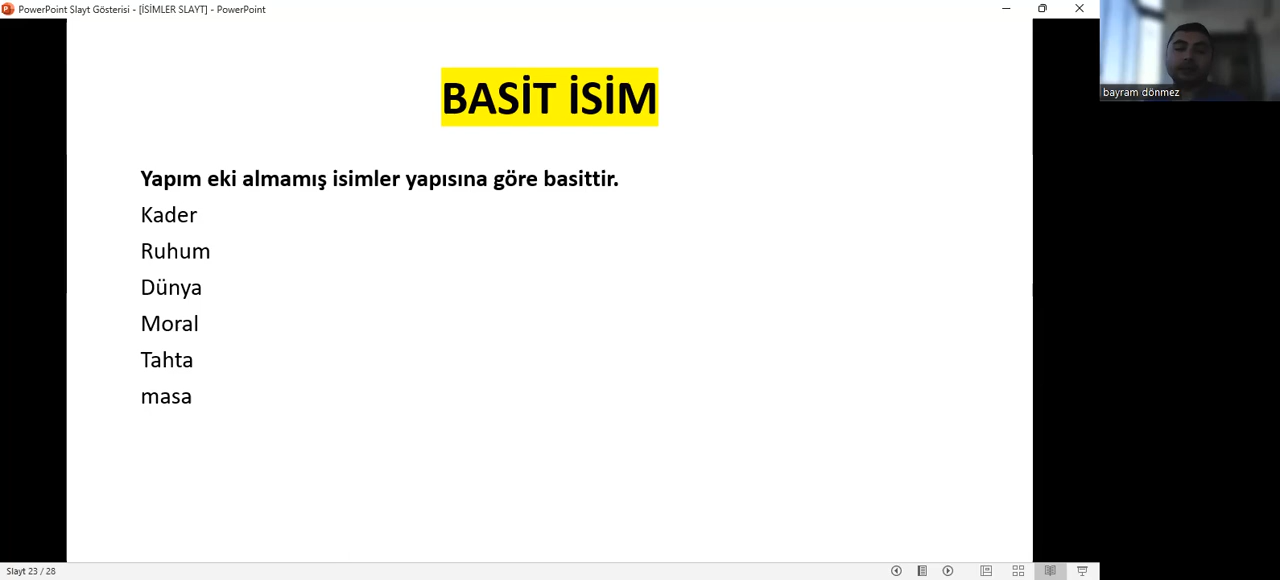 PowerPoint Slayt Gösterisi - [İSİMLER SLAYT] - PowerPoint
bayram dönmez
BASİT İSİM
Yapım eki almamış isimler yapısına göre basittir.
Kader
Ruhum
Dünya
Moral
Tahta
masa
Slayt 23 / 28